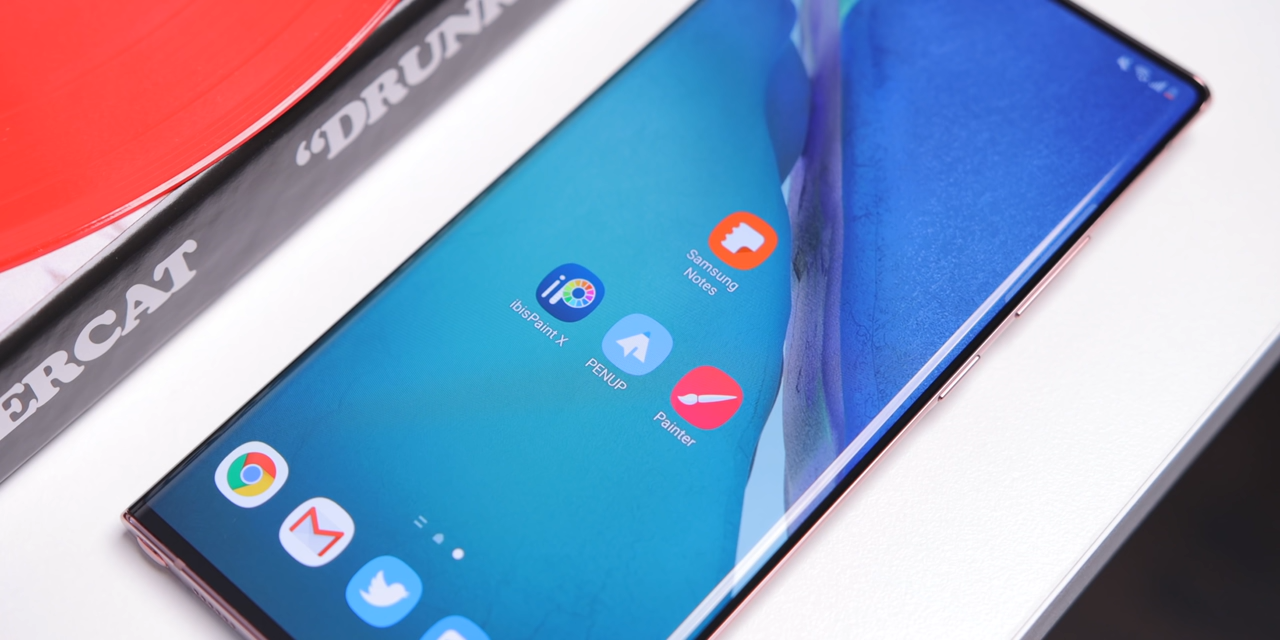 "DRUNK
ERCAT
Samsung
Notes
ibisPaint X
PENUP
Painter